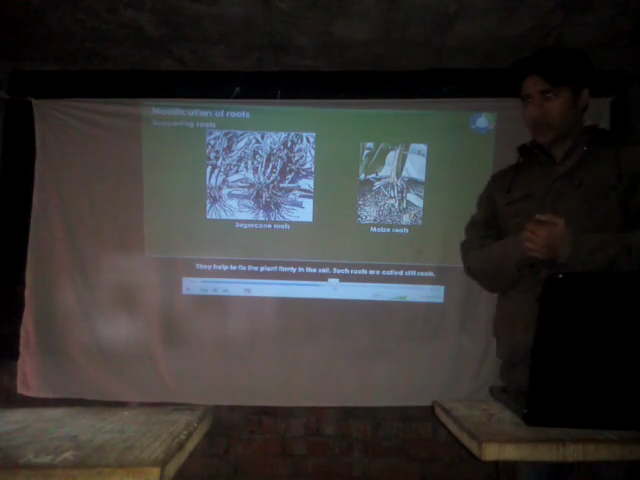 Modification of roots
Supporting roots
Sugarcane roots
Maize roots
They help to fix the plant firmly in the soil. Such roots are called stilt roots.